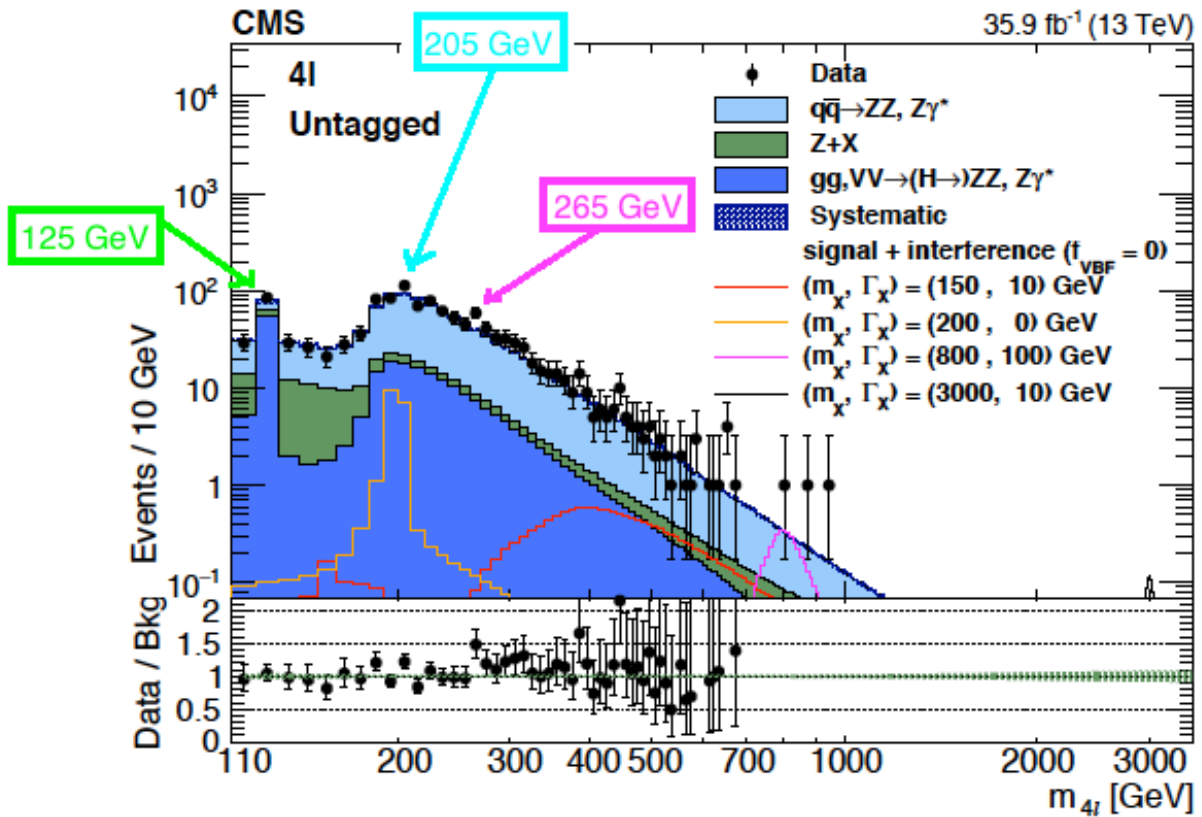 CMS
35.9 fb⁻¹ (13 TeV)
205 GeV
4l
Untagged
125 GeV
265 GeV
Data
qq̅→ZZ, Zγ*
Z+X
gg,VV→(H→)ZZ, Zγ*
Systematic
signal + interference (f_VBF = 0)
(m_X, Γ_X) = (150 , 10) GeV
(m_X, Γ_X) = (200 , 0) GeV
(m_X, Γ_X) = (800 , 100) GeV
(m_X, Γ_X) = (3000, 10) GeV
Events / 10 GeV
10⁴
10³
10²
10
1
10⁻¹
Data / Bkg
2
1.5
1
0.5
0
110
200
300
400
500
700
1000
2000
3000
m_4l [GeV]